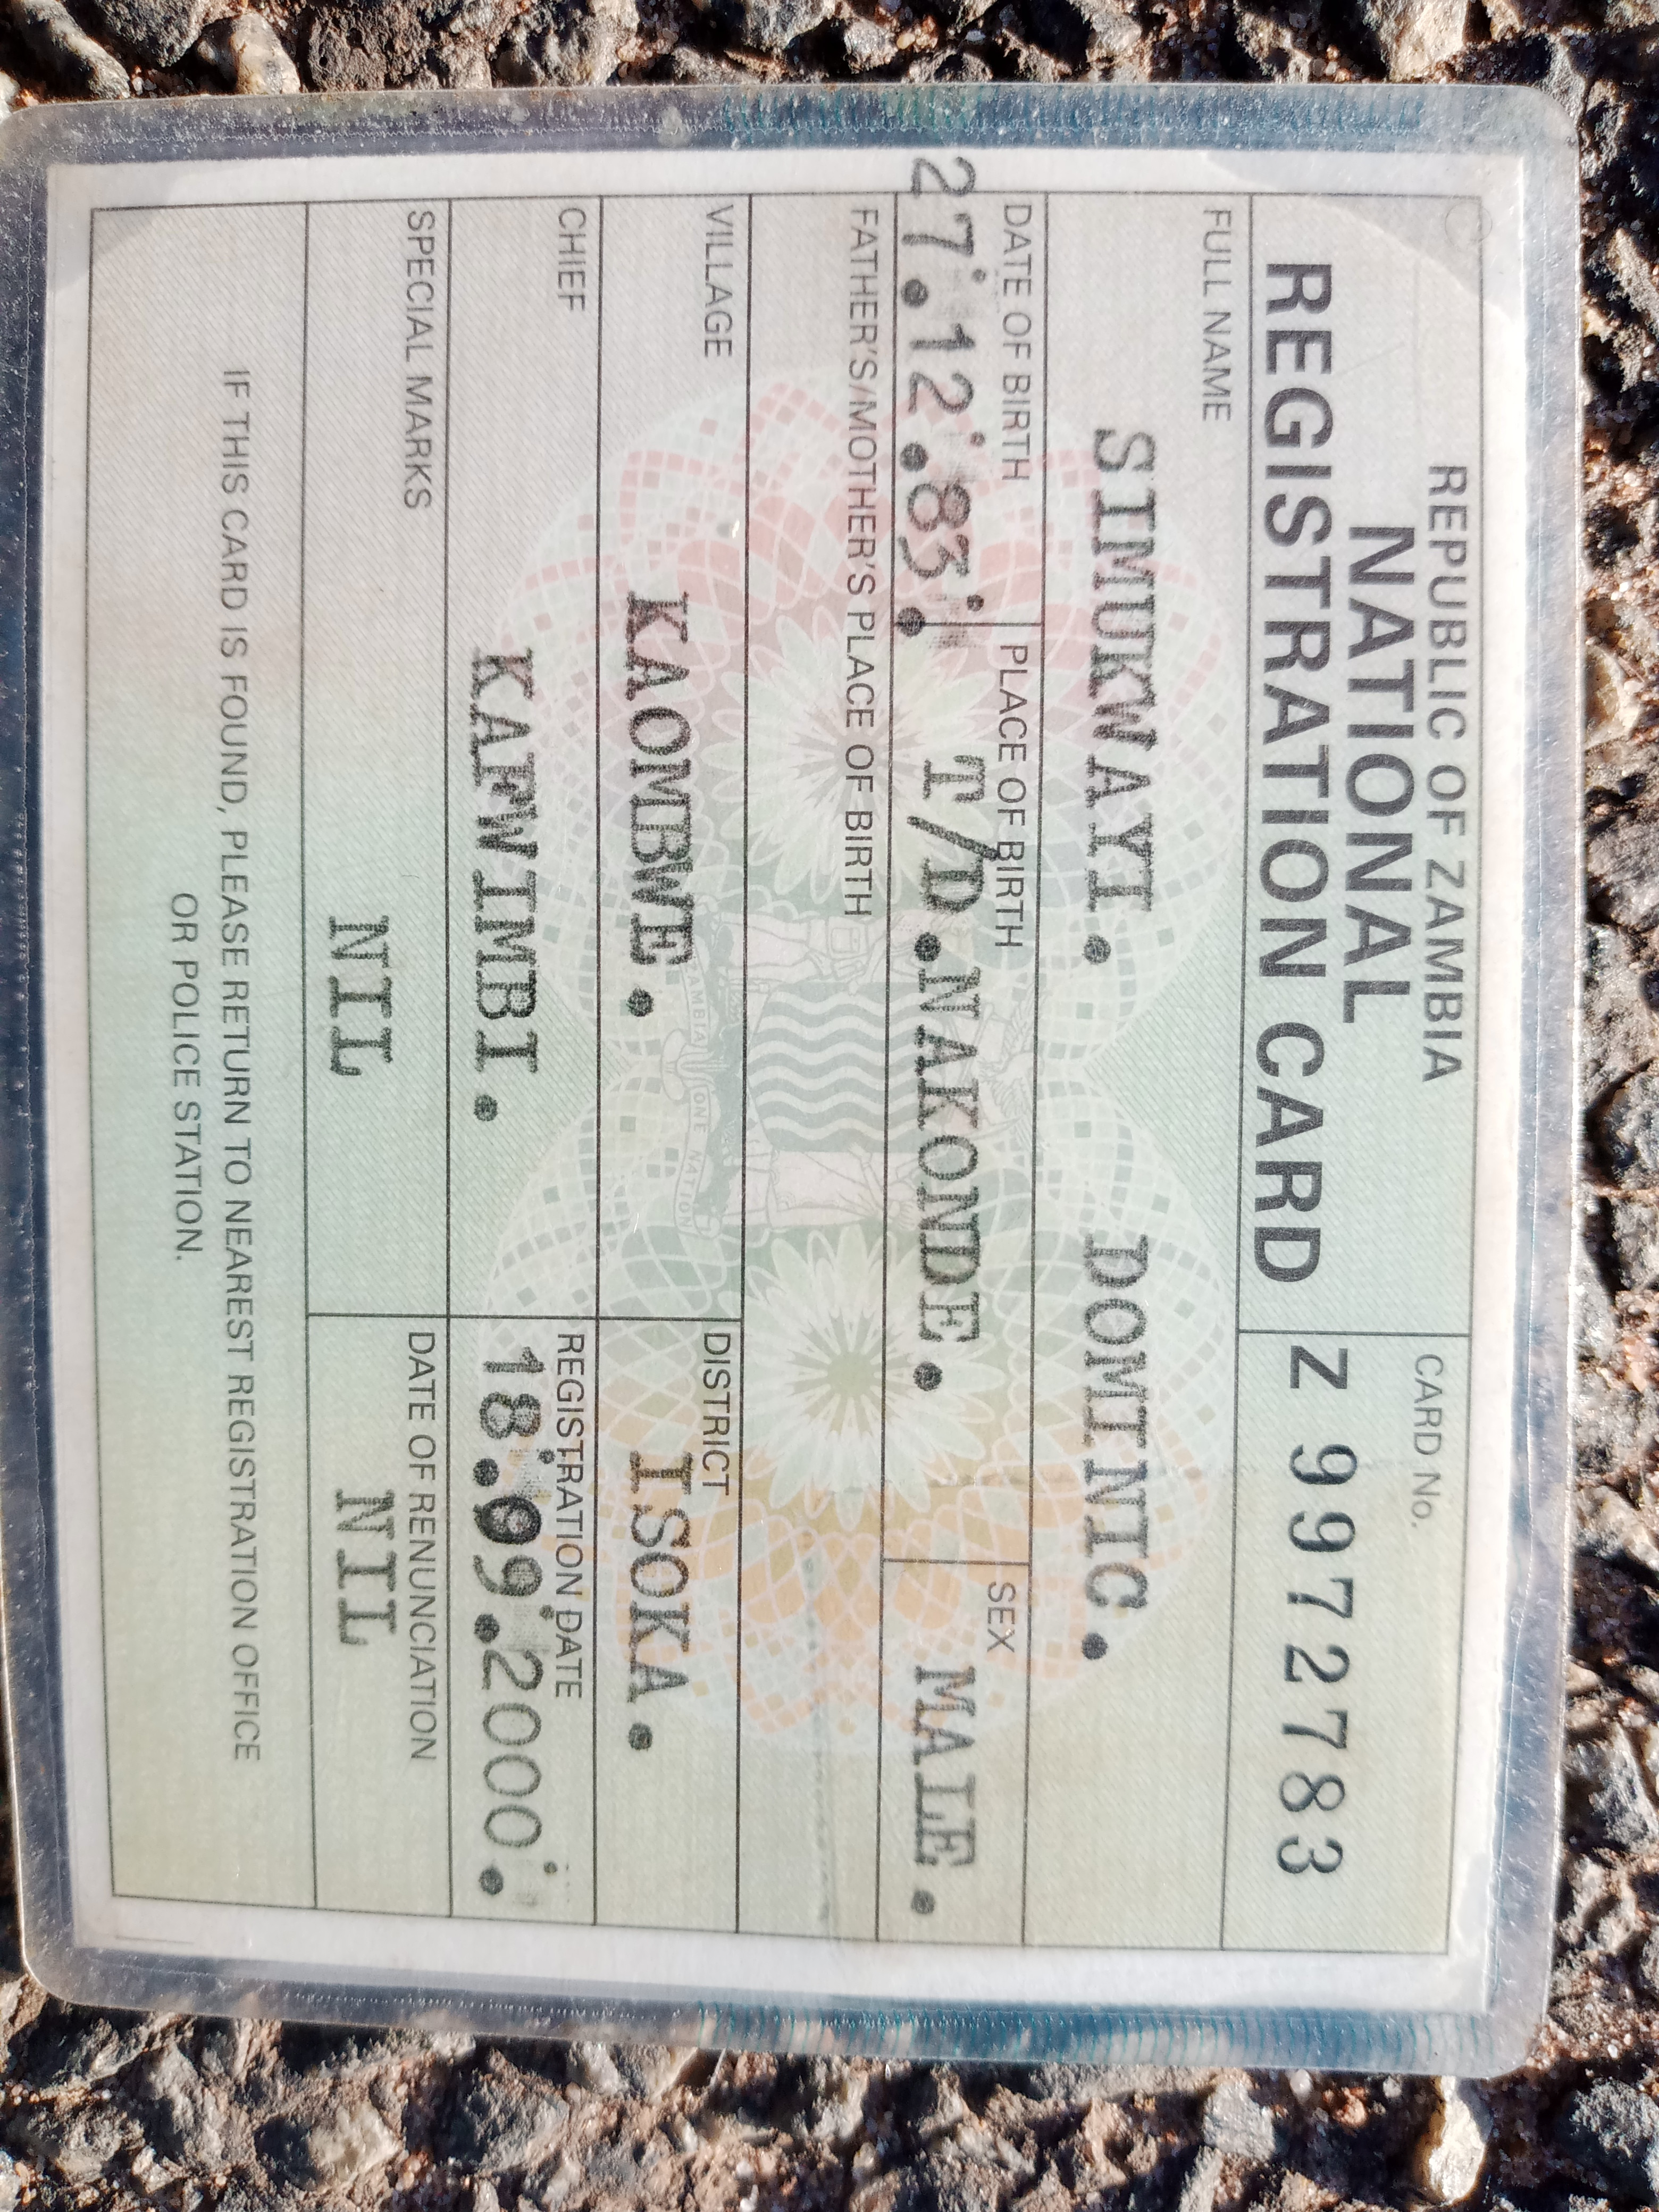 REPUBLIC OF ZAMBIA
NATIONAL
REGISTRATION CARD
CARD No.
Z 9972783
FULL NAME
SIMUKWAYI. DOMINIC.
DATE OF BIRTH PLACE OF BIRTH SEX
27.12.83. T/D.NAKONDE. MALE.
FATHER'S/MOTHER'S PLACE OF BIRTH
VILLAGE DISTRICT
KAOMBWE. ISOKA.
CHIEF REGISTRATION DATE
KAFWIMBI. 18.09.2000.
SPECIAL MARKS DATE OF RENUNCIATION
NIL NIL
IF THIS CARD IS FOUND, PLEASE RETURN TO NEAREST REGISTRATION OFFICE
OR POLICE STATION.
ZAMBIA ONE NATION